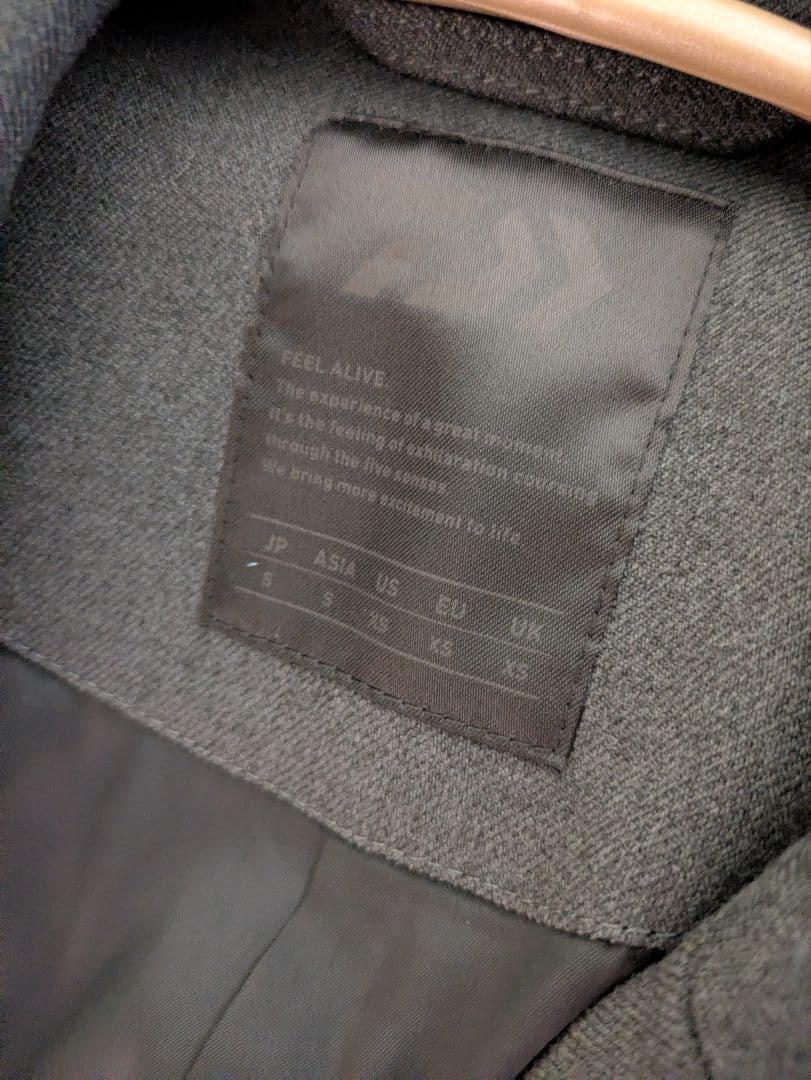 FEEL ALIVE.
The experience of a great moment.
It's the feeling of exhilaration coursing
through the five senses.
We bring more excitement to life.
JP ASIA US EU UK
S S XS XS XS